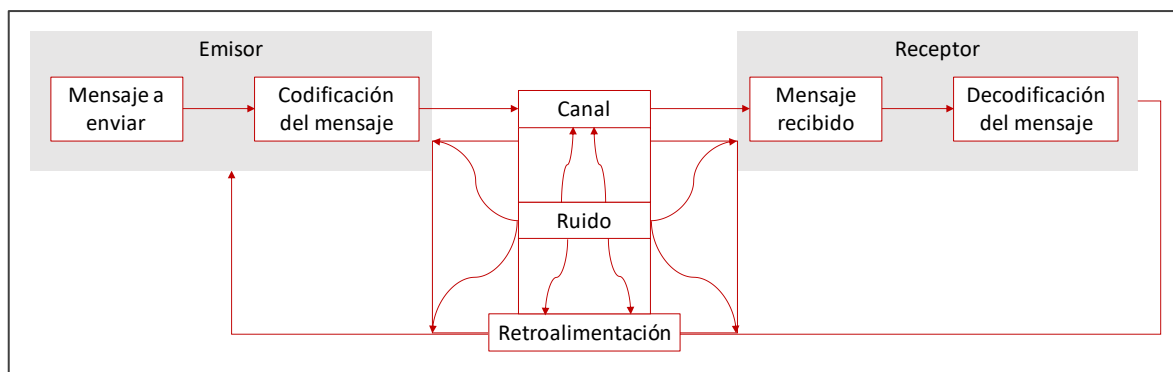 Emisor
Receptor
Mensaje a
enviar
Codificación
del mensaje
Canal
Mensaje
recibido
Decodificación
del mensaje
Ruido
Retroalimentación